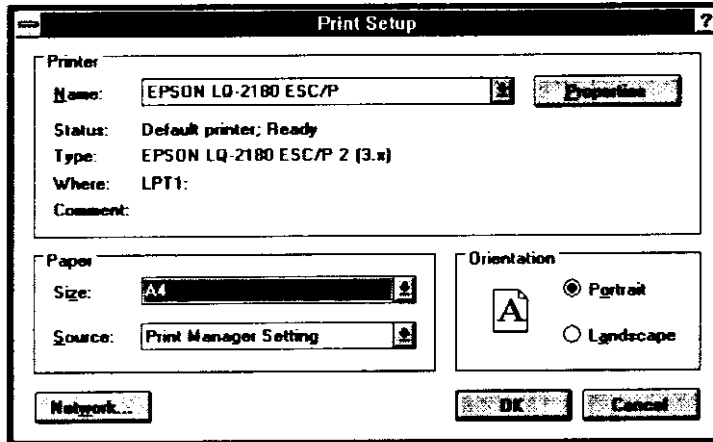 Print Setup ?
Printer
Name: EPSON LQ-2180 ESC/P Properties
Status: Default printer; Ready
Type: EPSON LQ-2180 ESC/P 2 (3.x)
Where: LPT1:
Comment:
Paper
Size: A4
Source: Print Manager Setting
Orientation
A
Portrait
Landscape
Network... OK Cancel